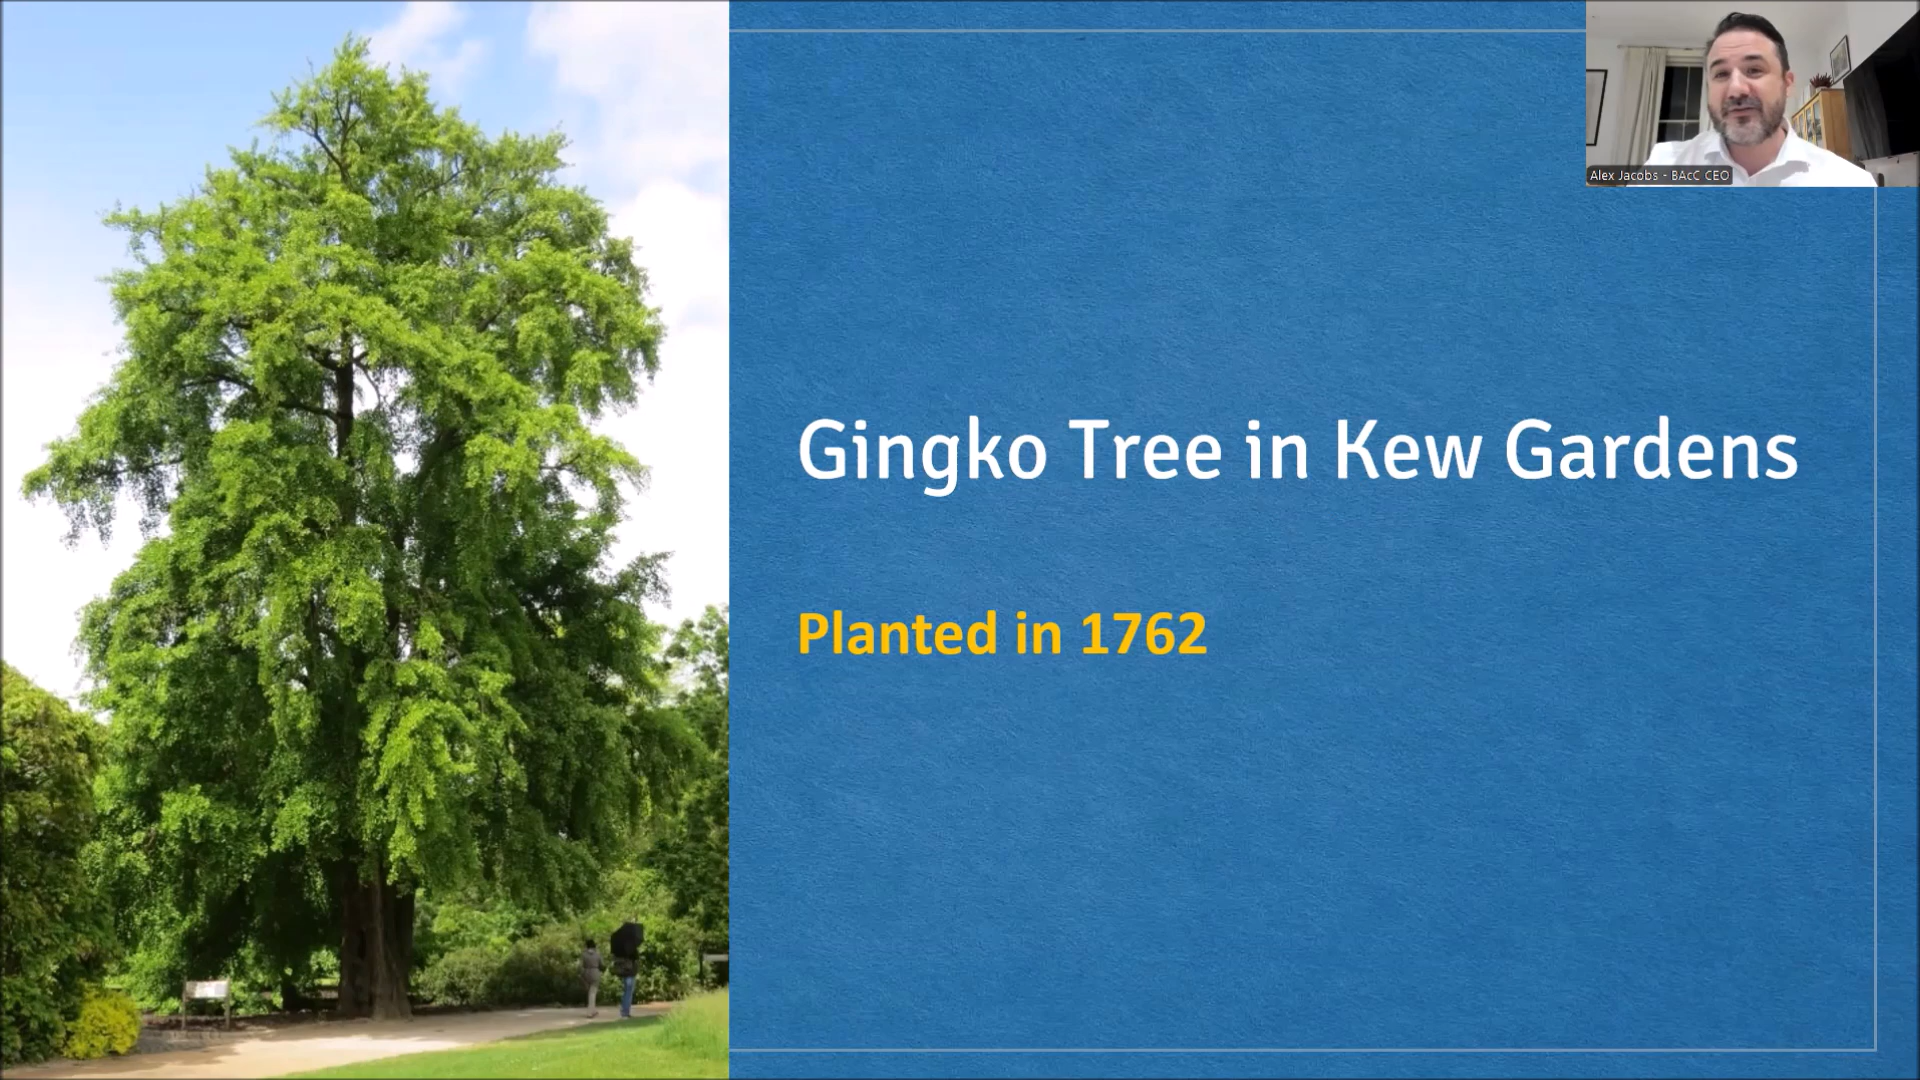 Alex Jacobs - BAcC CEO
Gingko Tree in Kew Gardens
Planted in 1762